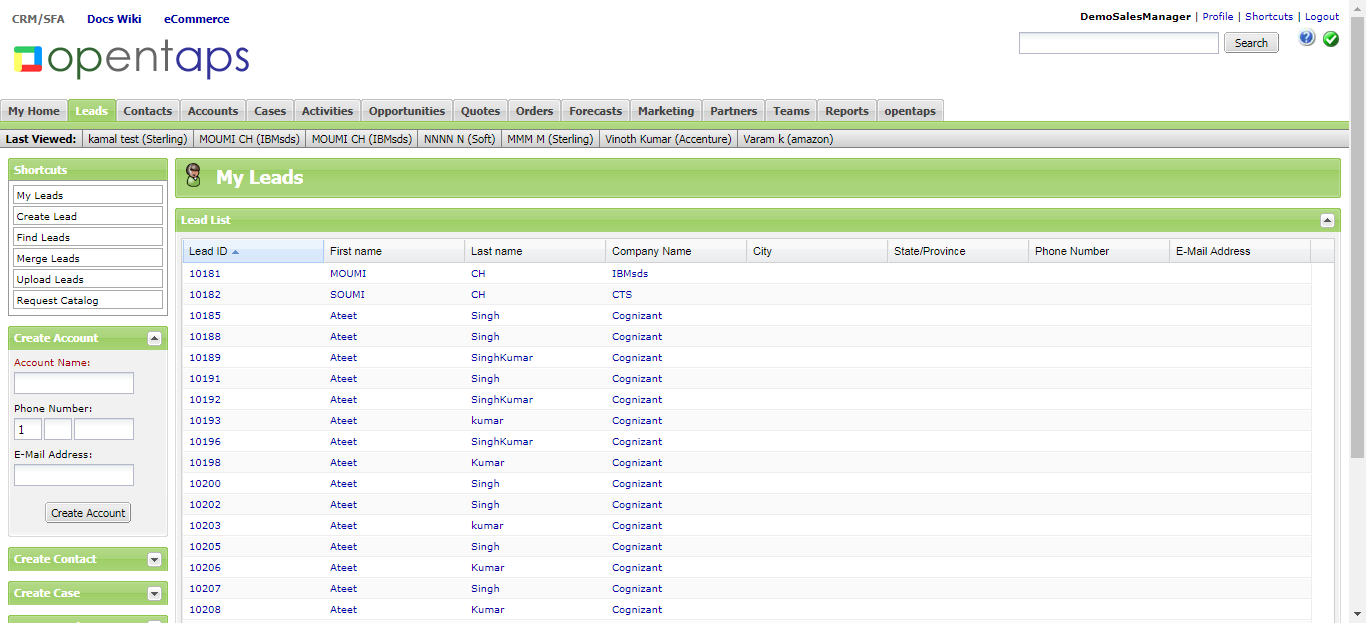 CRM/SFA Docs Wiki eCommerce
DemoSalesManager | Profile | Shortcuts | Logout
opentaps
Search
My Home Leads Contacts Accounts Cases Activities Opportunities Quotes Orders Forecasts Marketing Partners Teams Reports opentaps
Last Viewed: kamal test (Sterling) MOUMI CH (IBMsds) MOUMI CH (IBMsds) NNNN N (Soft) MMM M (Sterling) Vinoth Kumar (Accenture) Varam k (amazon)
Shortcuts
My Leads
Create Lead
Find Leads
Merge Leads
Upload Leads
Request Catalog
Create Account
Account Name:
Phone Number:
1
E-Mail Address:
Create Account
Create Contact
Create Case
My Leads
Lead List
Lead ID First name Last name Company Name City State/Province Phone Number E-Mail Address
10181 MOUMI CH IBMsds
10182 SOUMI CH CTS
10185 Ateet Singh Cognizant
10188 Ateet Singh Cognizant
10189 Ateet SinghKumar Cognizant
10191 Ateet Singh Cognizant
10192 Ateet SinghKumar Cognizant
10193 Ateet kumar Cognizant
10196 Ateet SinghKumar Cognizant
10198 Ateet Kumar Cognizant
10200 Ateet Singh Cognizant
10202 Ateet Singh Cognizant
10203 Ateet kumar Cognizant
10205 Ateet Singh Cognizant
10206 Ateet Kumar Cognizant
10207 Ateet Singh Cognizant
10208 Ateet Kumar Cognizant